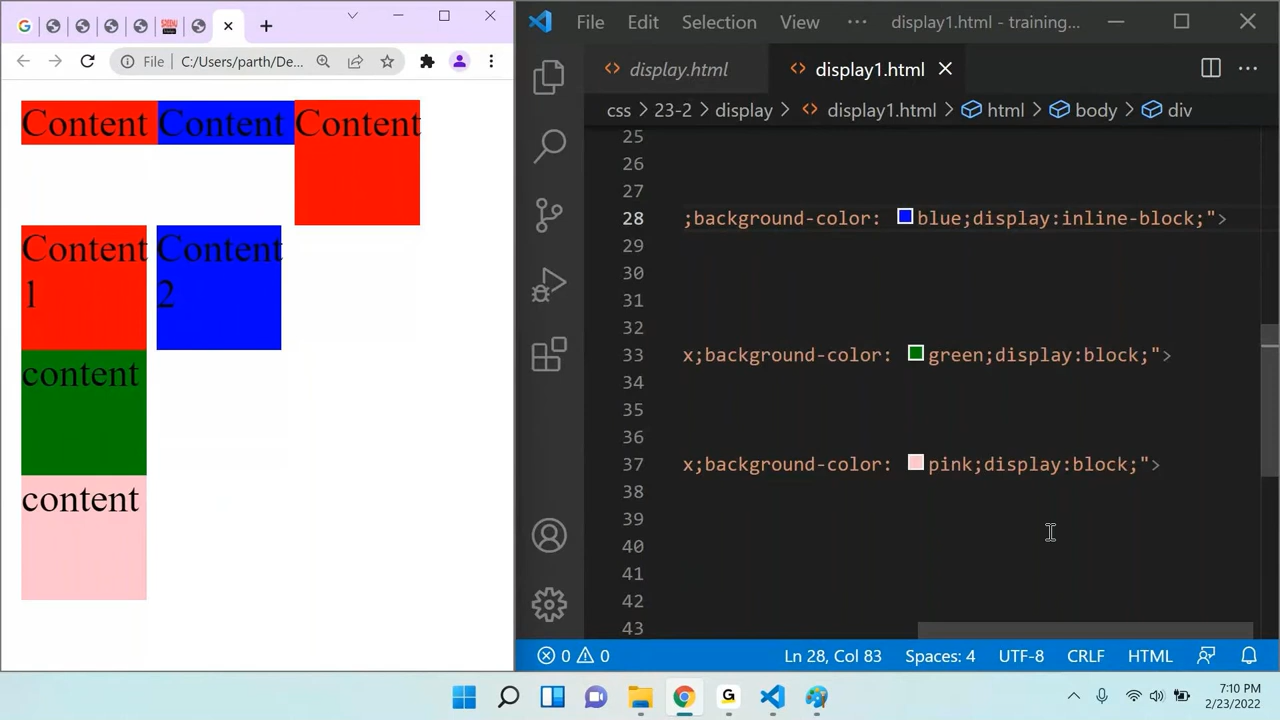 File C:/Users/parth/De...
Content Content Content
Content Content
1 2
content
content
File Edit Selection View ··· display1.html - training...
display.html display1.html
css > 23-2 > display > display1.html > html > body > div
25
26
27
28 ;background-color: blue;display:inline-block;">
29
30
31
32
33 x;background-color: green;display:block;">
34
35
36
37 x;background-color: pink;display:block;">
38
39
40
41
42
43
0 0 Ln 28, Col 83 Spaces: 4 UTF-8 CRLF HTML
7:10 PM
2/23/2022